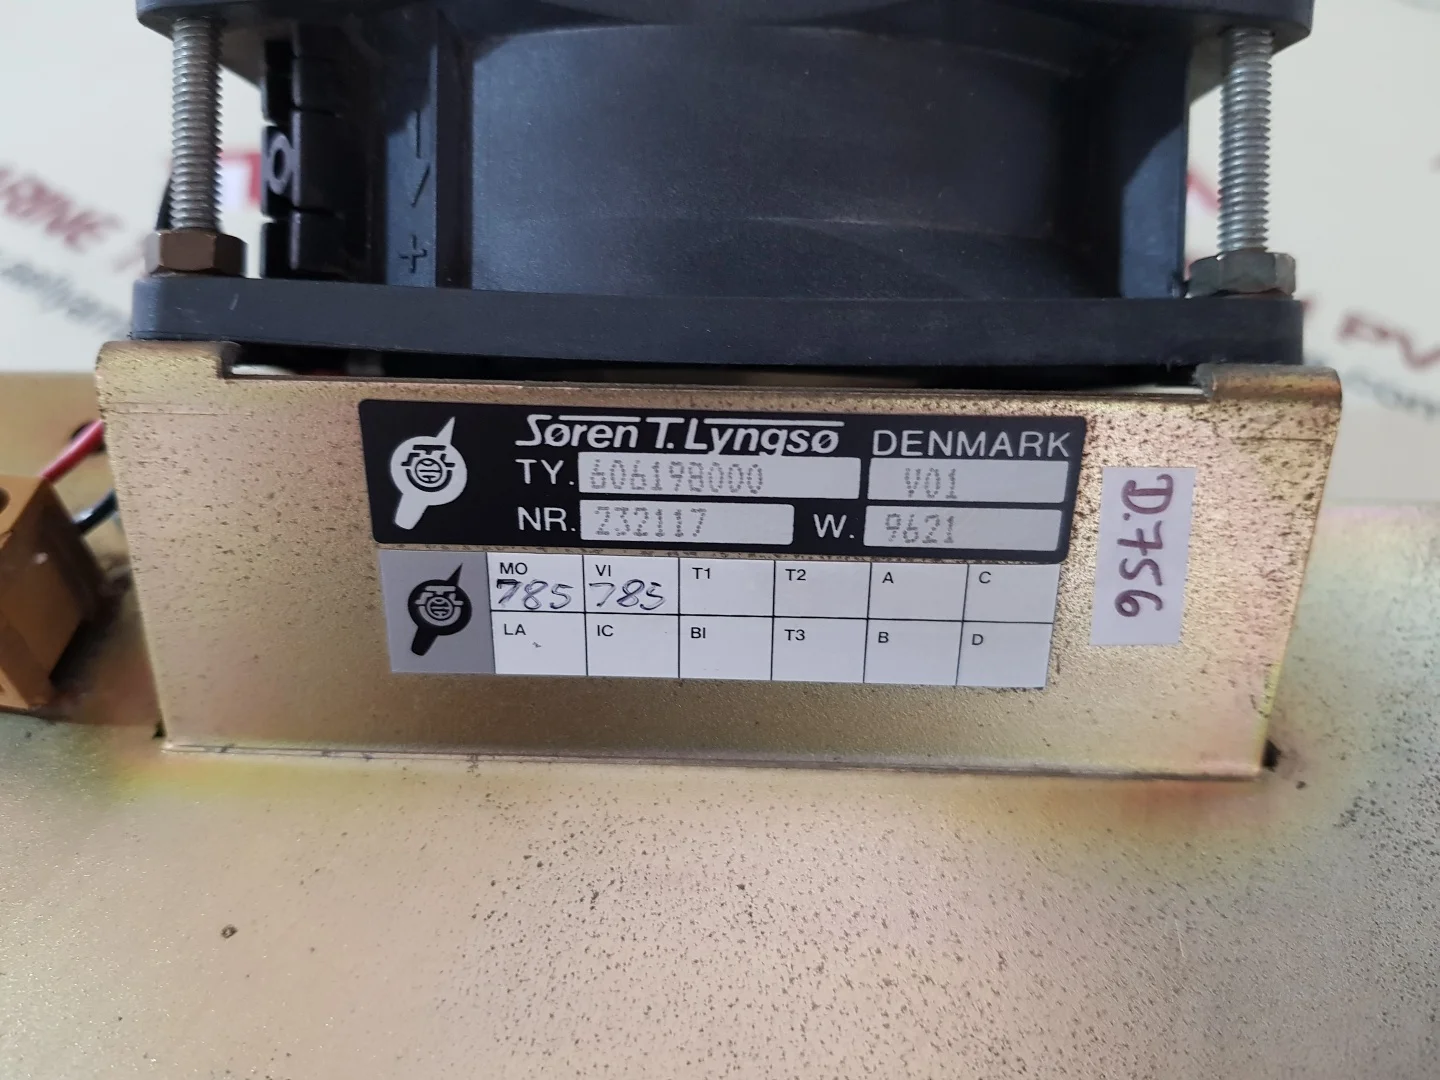 Søren T. Lyngsø DENMARK
TY. 606198000 V01
NR. 232117 W. 9621
MO VI T1 T2 A C
785 785
LA IC BI T3 B D
D.756